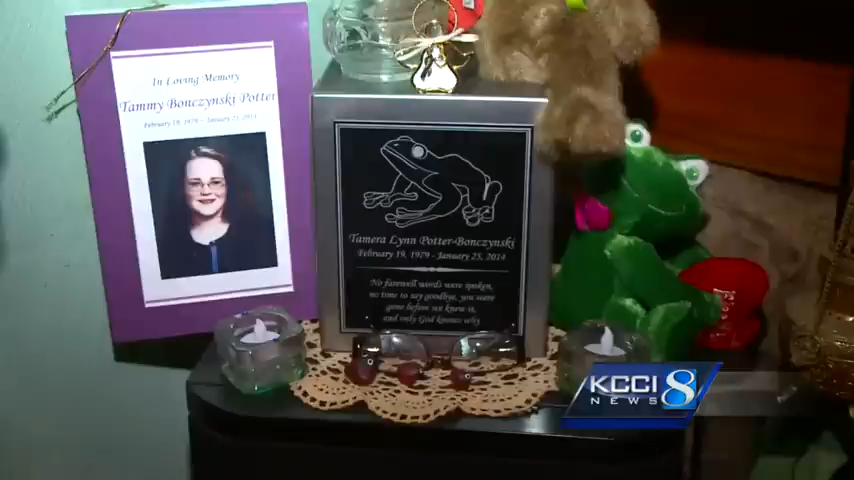 In Loving Memory
Tammy Bonczynski Potter
February 19, 1979 - January 25, 2014
Tamera Lynn Potter-Bonczynski
February 19, 1979 - January 25, 2014
No farewell words were spoken,
no time to say goodbye, you were
gone before we knew it,
and only God knows why
KCCI 8
NEWS